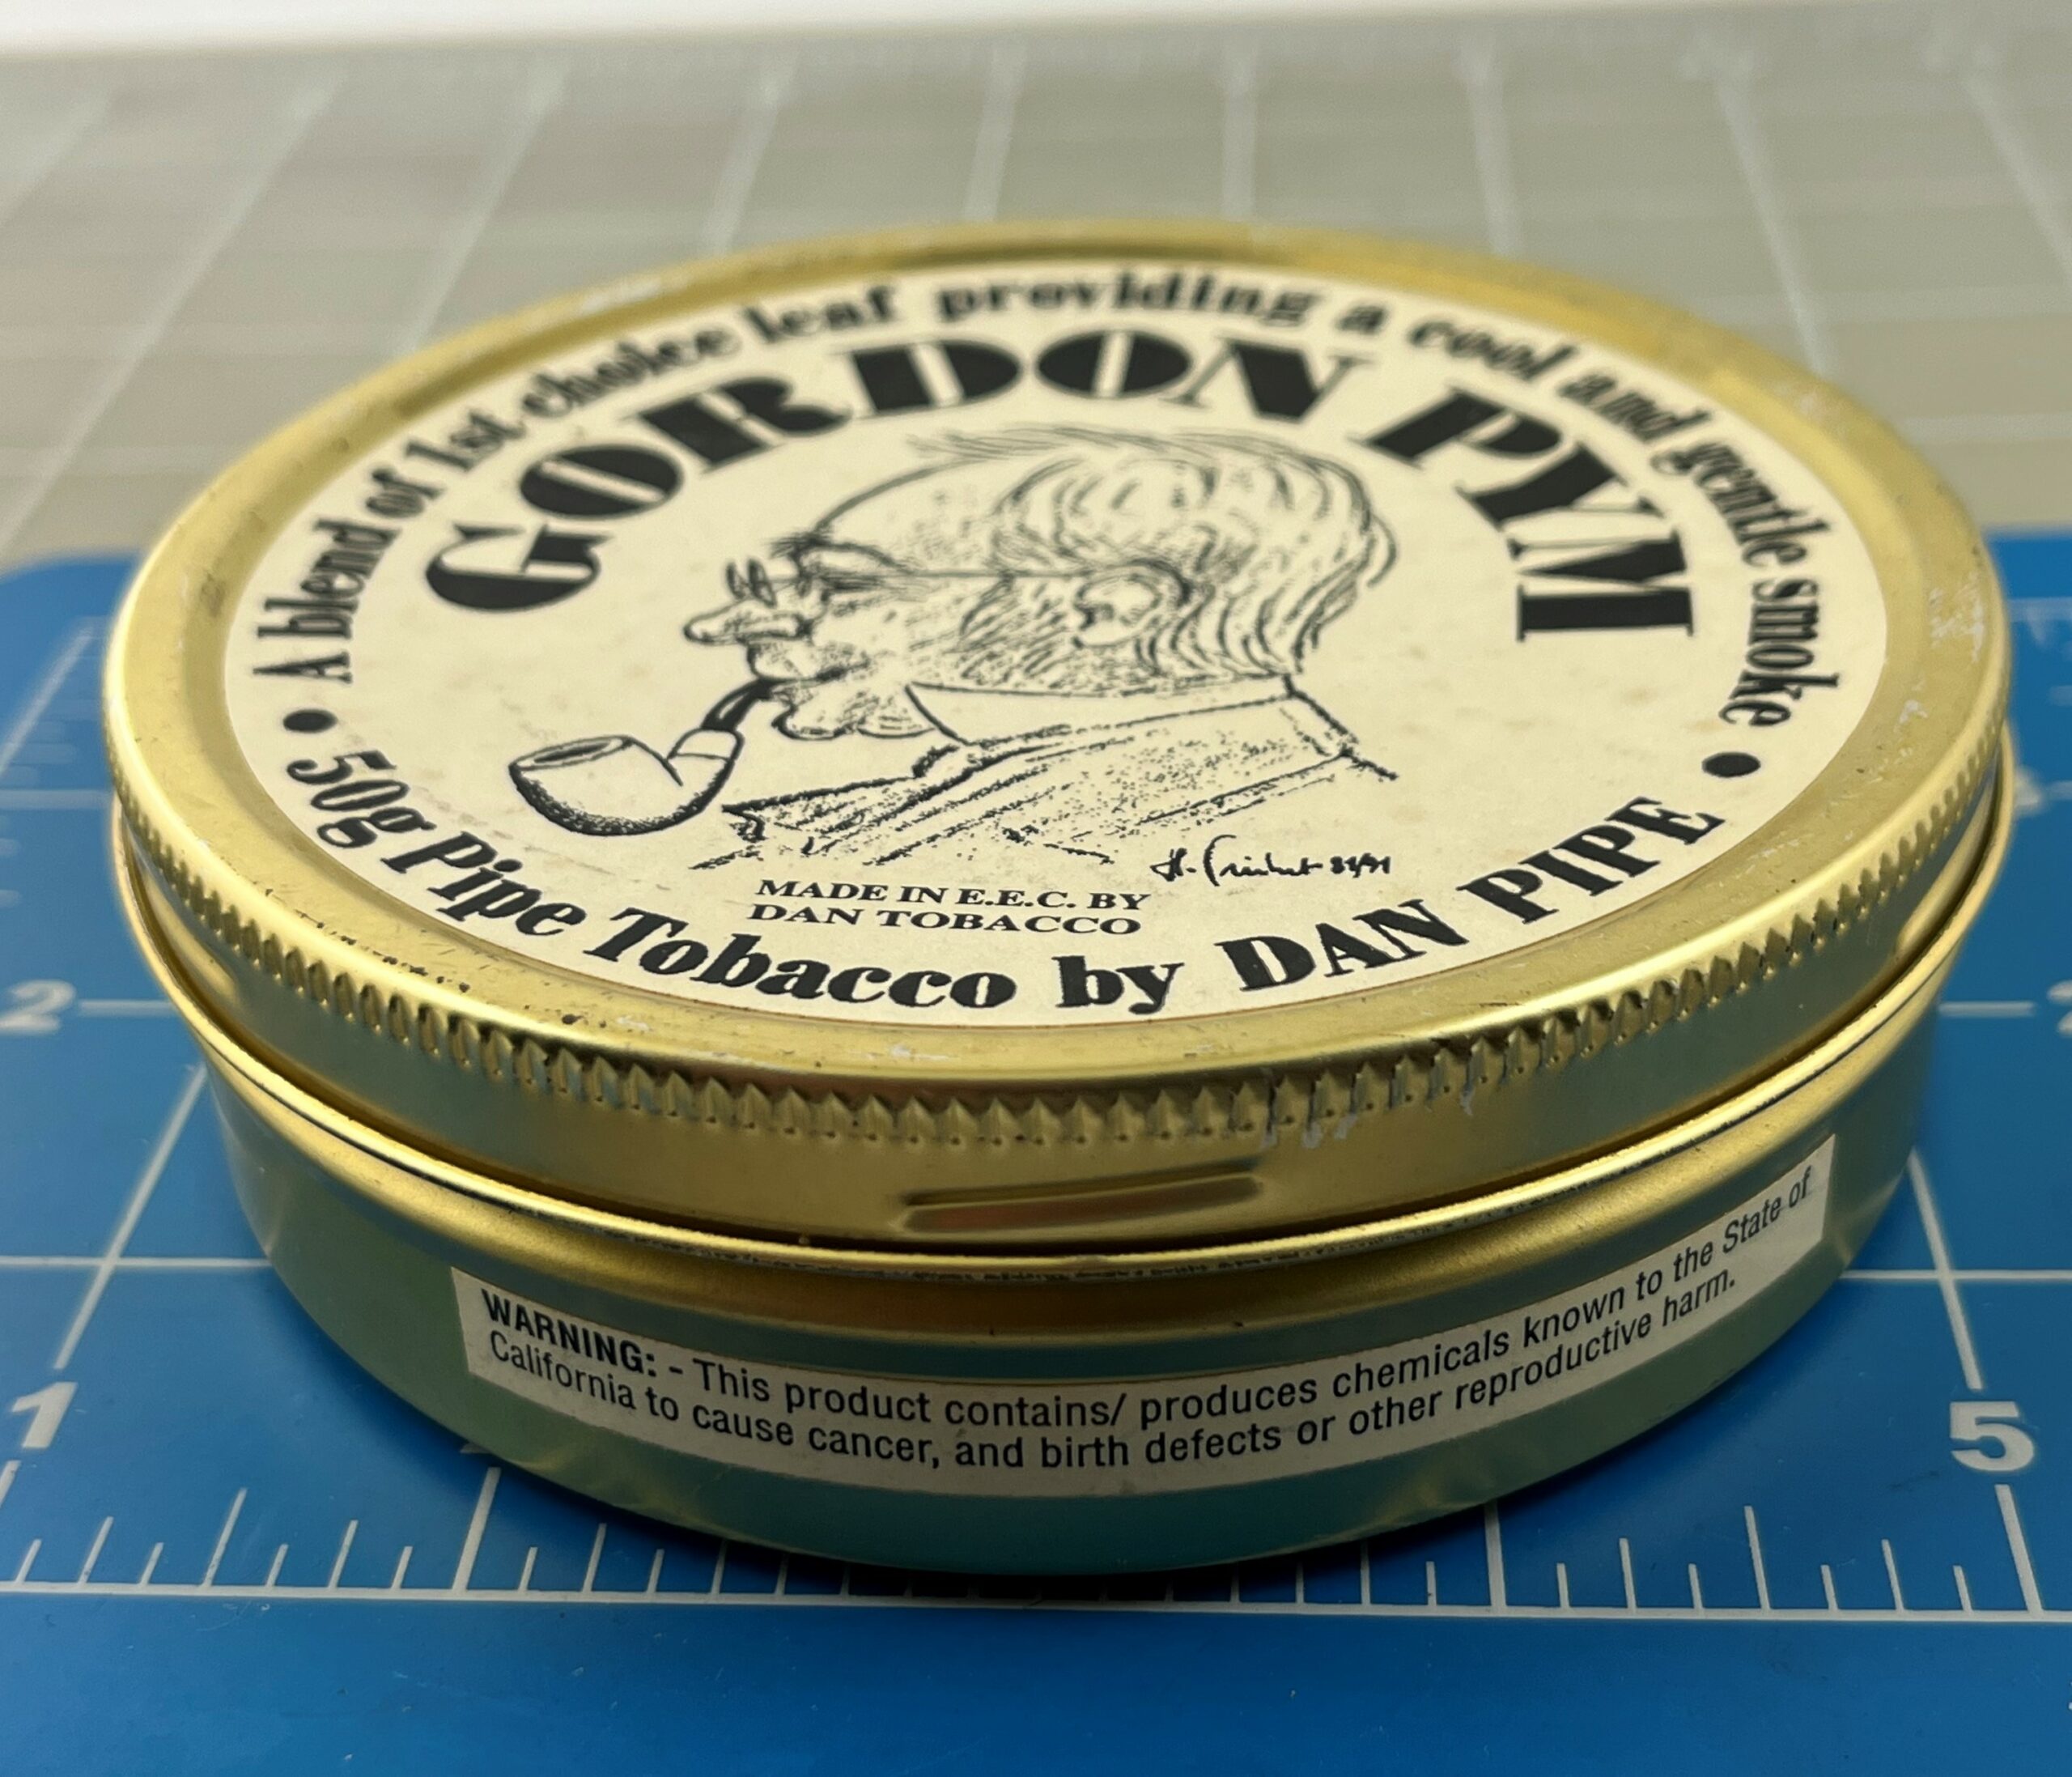 A blend of 1st choice leaf providing a cool and gentle smoke
GORDON PYM
MADE IN E.E.C. BY
DAN TOBACCO
• 50g Pipe Tobacco by DAN PIPE •
WARNING: - This product contains/ produces chemicals known to the State of
California to cause cancer, and birth defects or other reproductive harm.
2
1
5